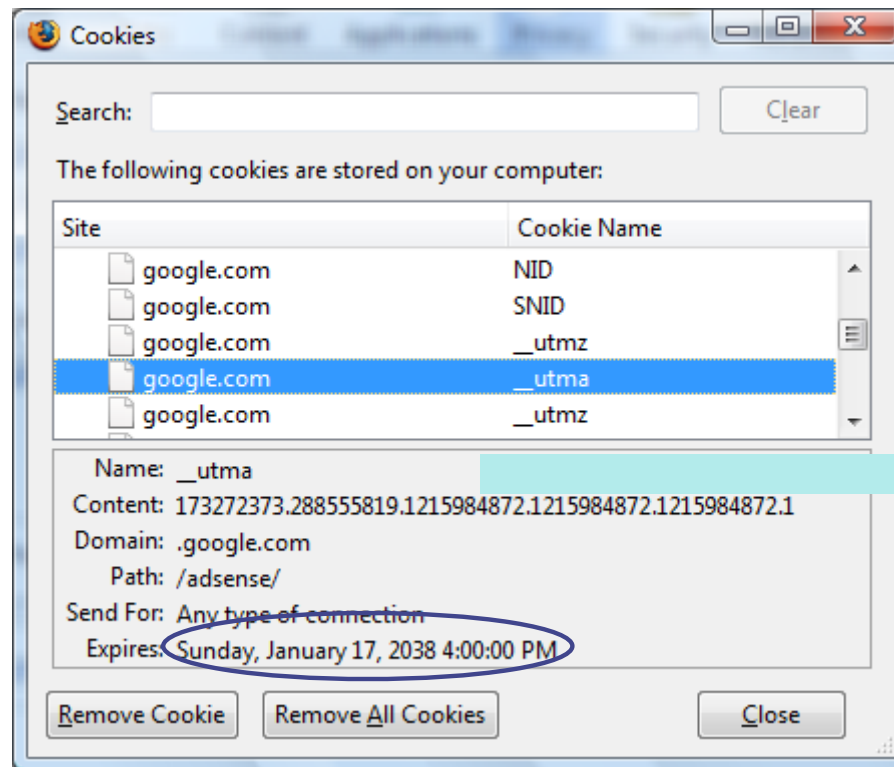 Cookies
Search:
Clear
The following cookies are stored on your computer:
Site Cookie Name
google.com NID
google.com SNID
google.com __utmz
google.com __utma
google.com __utmz
Name: __utma
Content: 173272373.288555819.1215984872.1215984872.1215984872.1
Domain: .google.com
Path: /adsense/
Send For: Any type of connection
Expires: Sunday, January 17, 2038 4:00:00 PM
Remove Cookie Remove All Cookies Close